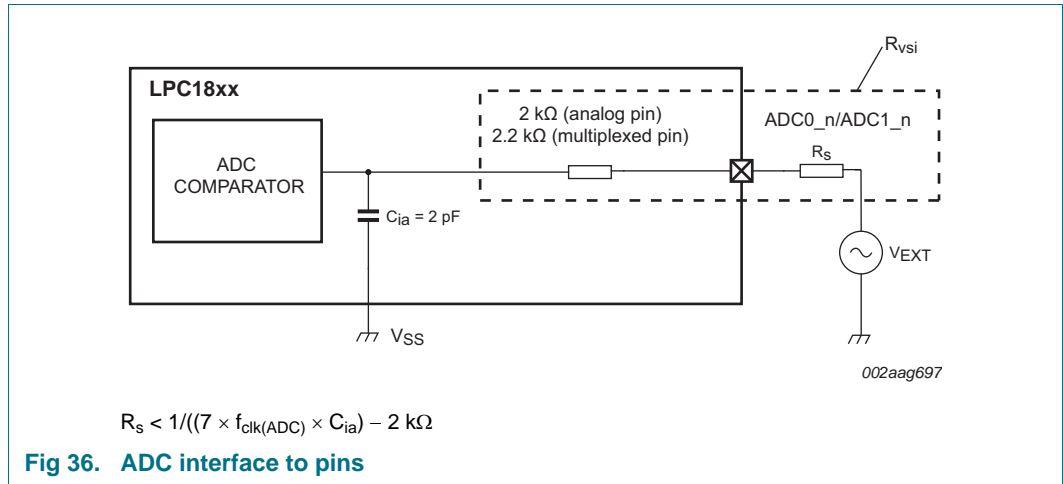 Rvsi
LPC18xx
2 kΩ (analog pin)
2.2 kΩ (multiplexed pin)
ADC0_n/ADC1_n
Rs
ADC
COMPARATOR
Cia = 2 pF
VEXT
VSS
002aag697
Rs < 1/((7 × fclk(ADC) × Cia) – 2 kΩ
Fig 36. ADC interface to pins